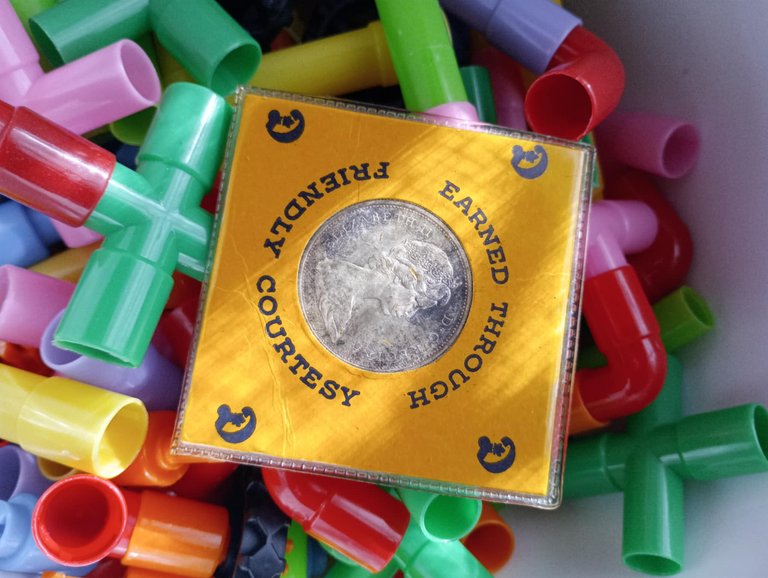 EARNED THROUGH
FRIENDLY COURTESY
ELIZABETH II